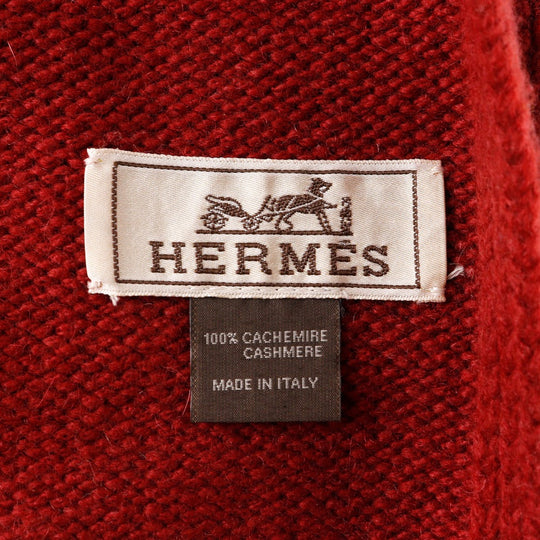 HERMÈS
100% CACHEMIRE
CASHMERE
MADE IN ITALY